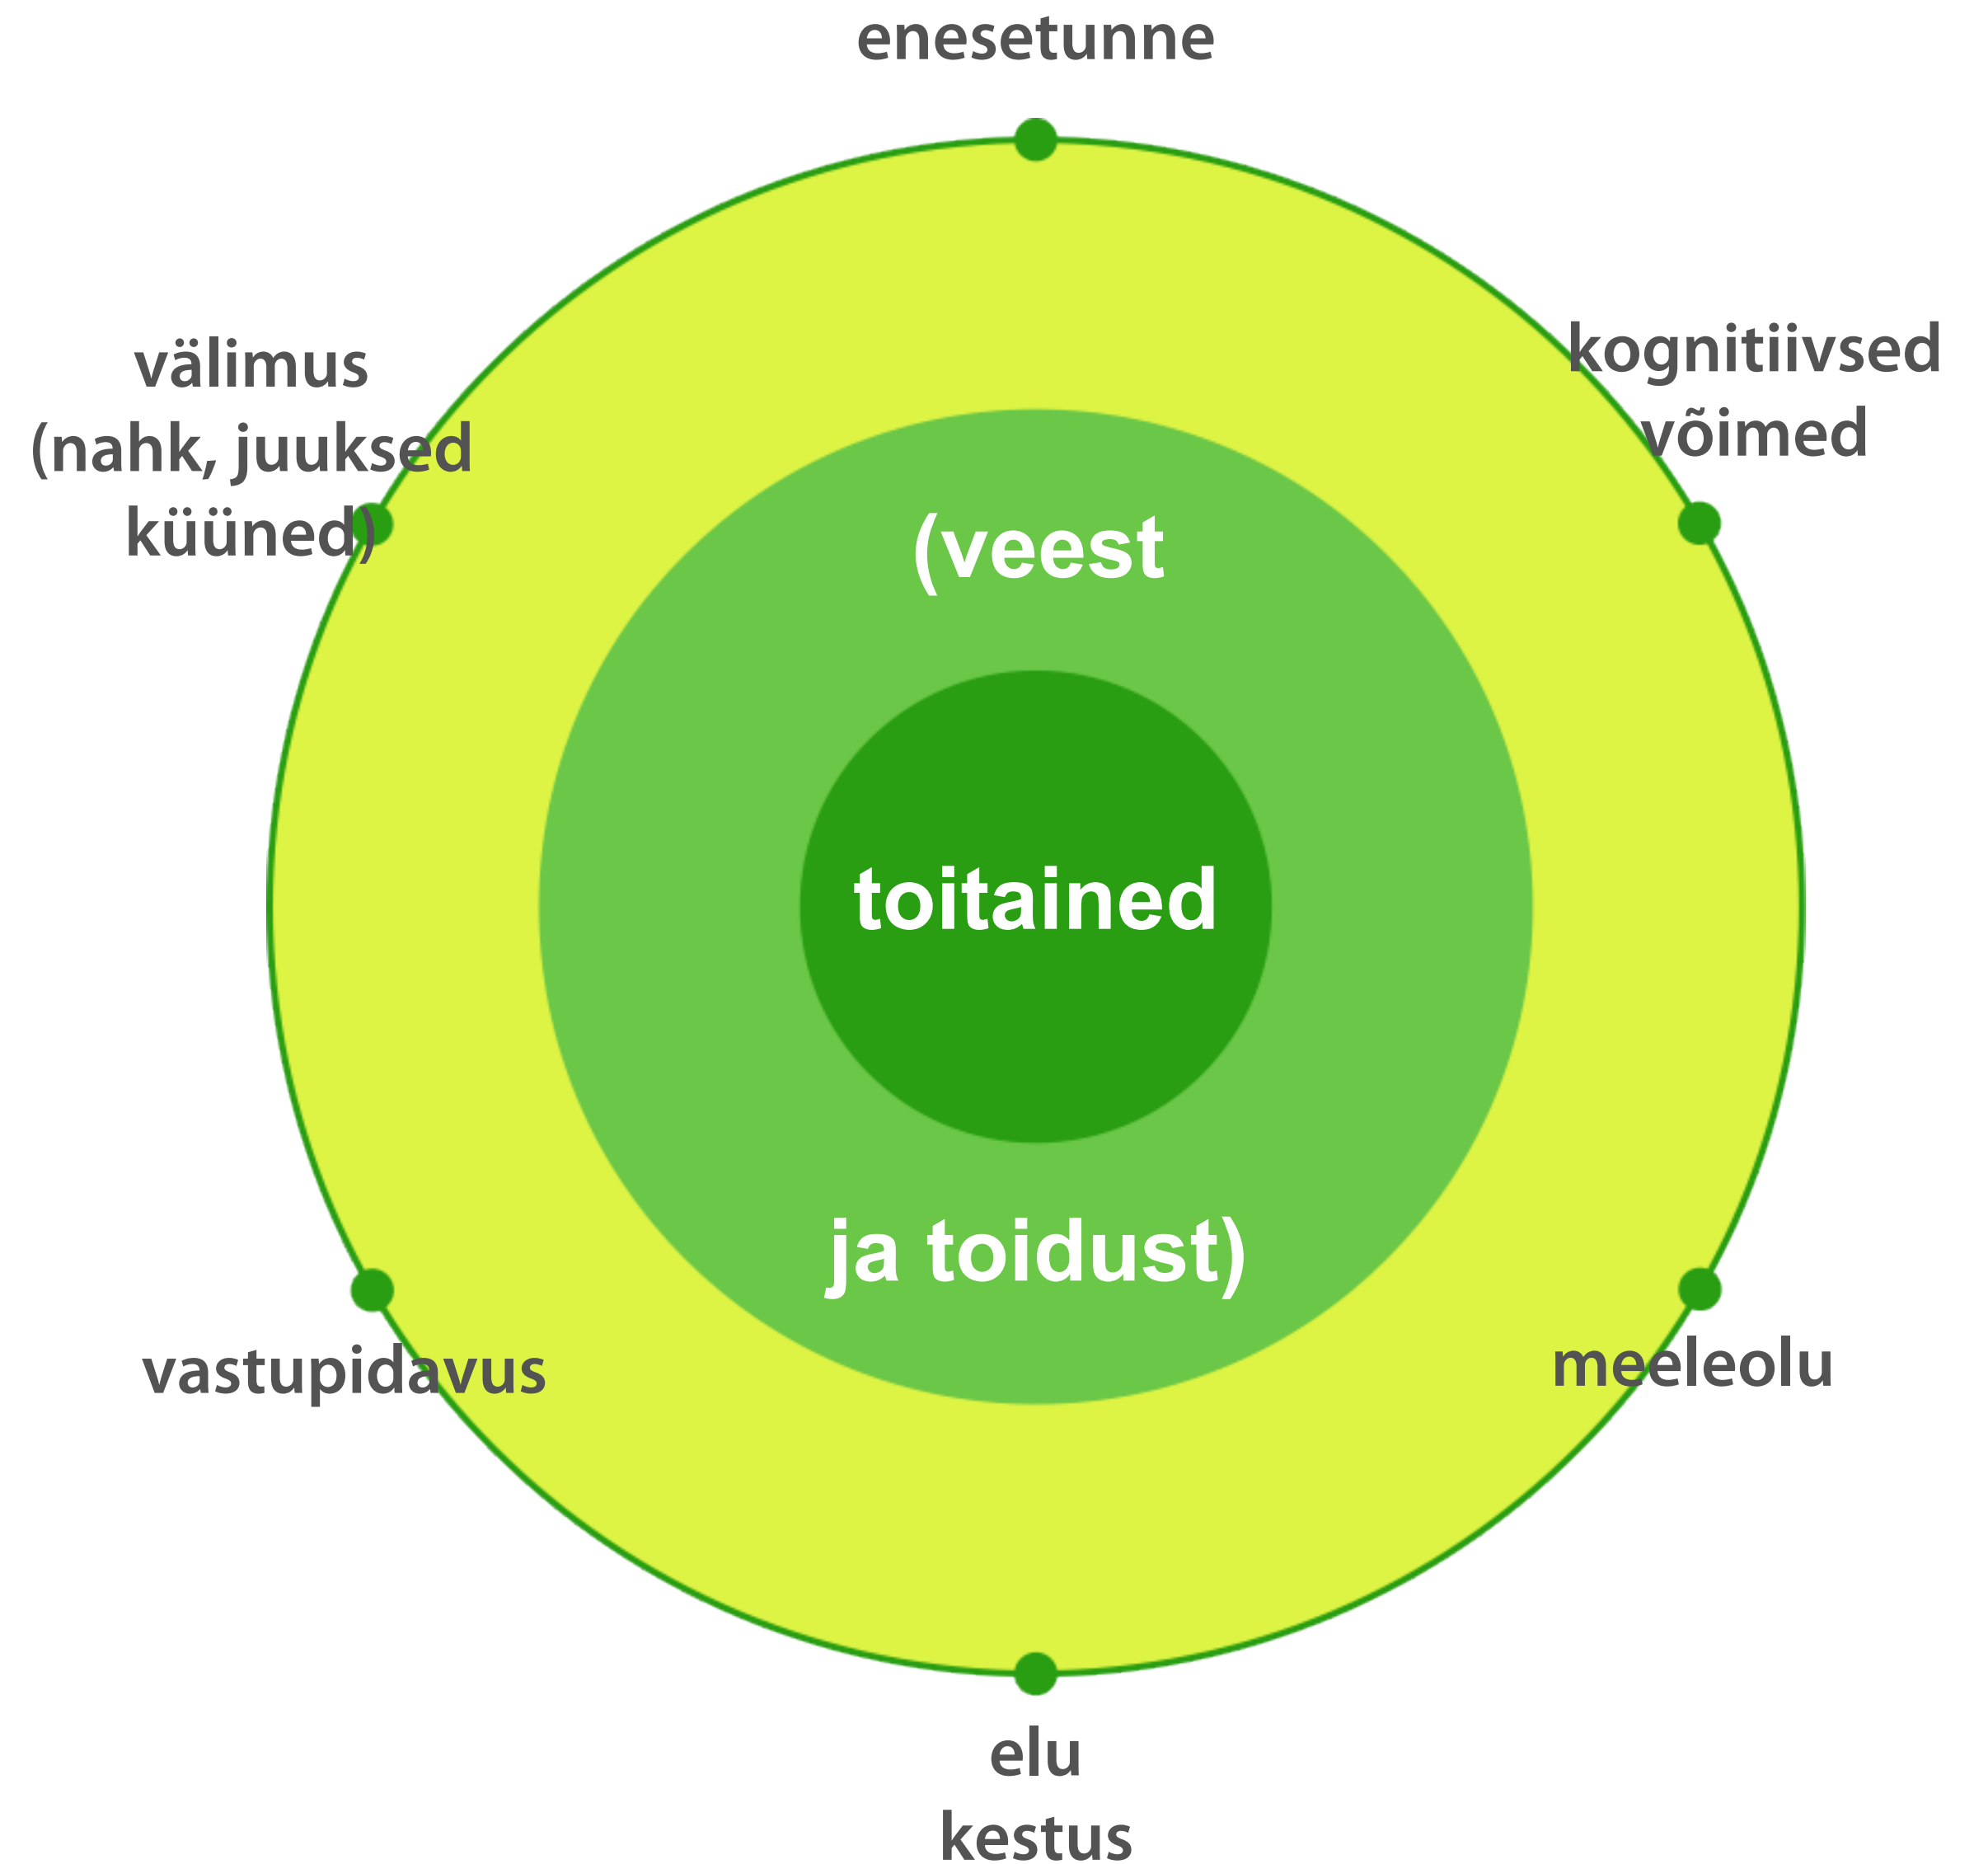 enesetunne
kognitiivsed
võimed
välimus
(nahk, juuksed
küüned)
(veest
toitained
ja toidust)
vastupidavus
meeleolu
elu
kestus